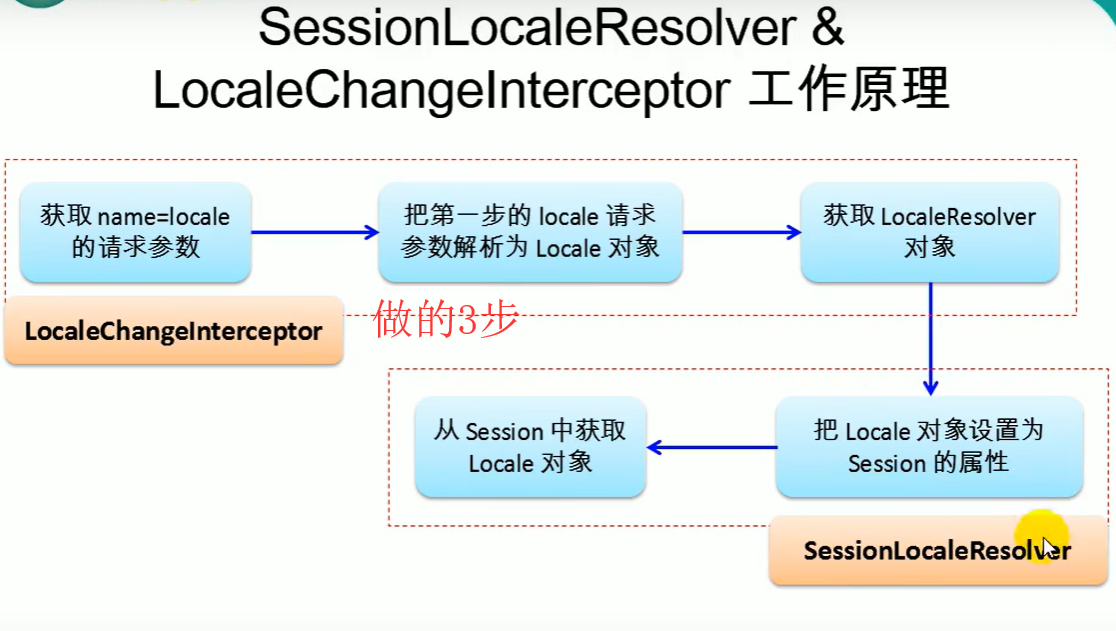 SessionLocaleResolver &
LocaleChangeInterceptor 工作原理
获取 name=locale
的请求参数
把第一步的 locale 请求
参数解析为 Locale 对象
获取 LocaleResolver
对象
LocaleChangeInterceptor
做的3步
从 Session 中获取
Locale 对象
把 Locale 对象设置为
Session 的属性
SessionLocaleResolver